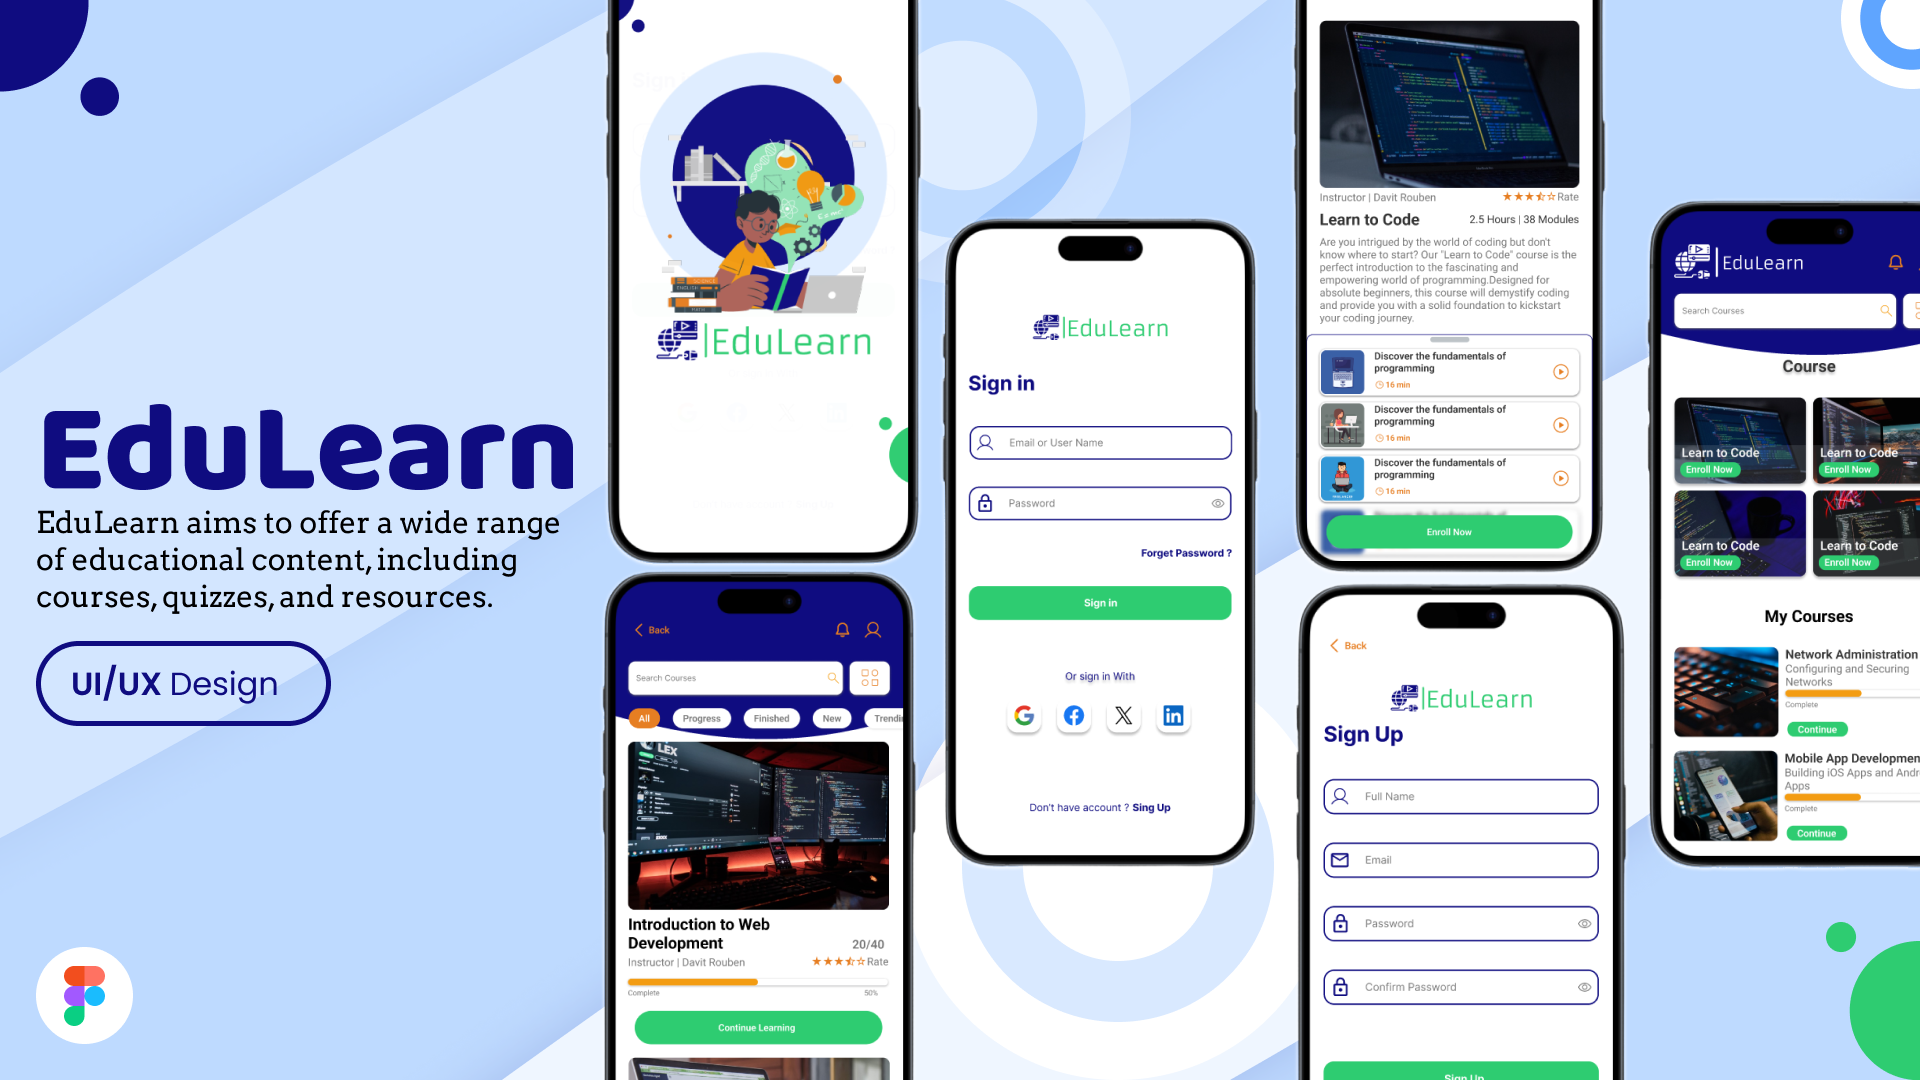 EduLearn
EduLearn aims to offer a wide range
of educational content, including
courses, quizzes, and resources.
UI/UX Design
SCIENCE
ENGLISH
EduLearn
Back
Search Courses
All
Progress
Finished
New
Trendin
LEX
Introduction to Web
Development
20/40
Instructor | Davit Rouben
Rate
Complete
50%
Continue Learning
EduLearn
Sign in
Email or User Name
Password
Forget Password ?
Sign in
Or sign in With
Don't have account ? Sing Up
Instructor | Davit Rouben
Rate
Learn to Code
2.5 Hours | 38 Modules
Are you intrigued by the world of coding but don't
know where to start? Our "Learn to Code" course is the
perfect introduction to the fascinating and
empowering world of programming.Designed for
absolute beginners, this course will demystify coding
and provide you with a solid foundation to kickstart
your coding journey.
Discover the fundamentals of
programming
16 min
Discover the fundamentals of
programming
16 min
Discover the fundamentals of
programming
16 min
Enroll Now
Back
EduLearn
Sign Up
Full Name
Email
Password
Confirm Password
Sign Up
EduLearn
Search Courses
Course
Learn to Code
Enroll Now
Learn to Code
Enroll Now
Learn to Code
Enroll Now
Learn to Code
Enroll Now
My Courses
Network Administration
Configuring and Securing
Networks
Complete
Continue
Mobile App Developmen
Building iOS Apps and Andr
Apps
Complete
Continue